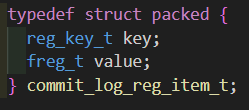 typedef struct packed {
  reg_key_t key;
  freg_t value;
} commit_log_reg_item_t;